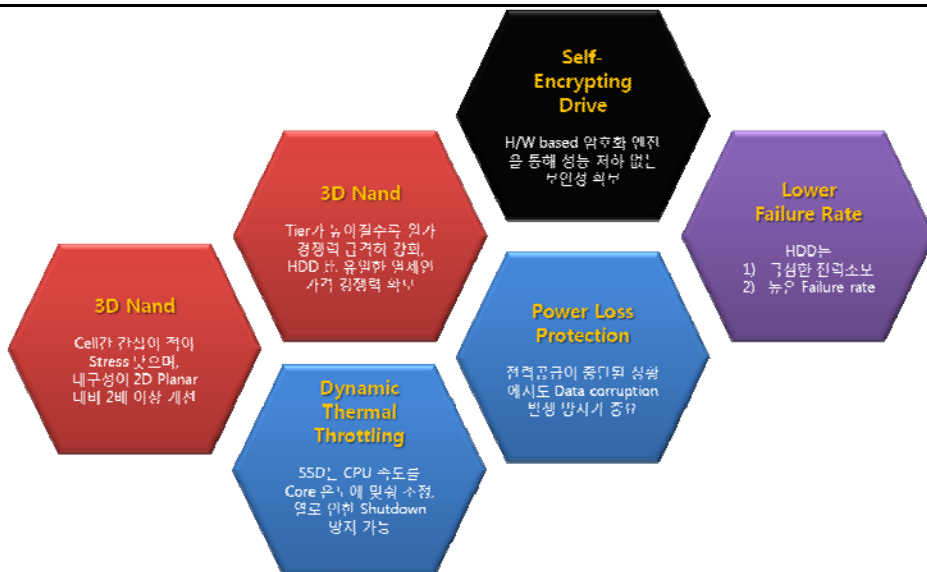 Self-
Encrypting
Drive
H/W based 암호화 엔진
을 통해 성능 저하 없는
보안성 확보
3D Nand
Tier가 높아질수록 원가
경쟁력 급격히 강화,
HDD 비 유일한 열세인
가격 경쟁력 확보
Lower
Failure Rate
HDD는
1) 극심한 전력소모
2) 높은 Failure rate
3D Nand
Cell간 간섭이 적어
Stress 낮으며,
내구성이 2D Planar
대비 2배 이상 개선
Power Loss
Protection
전력공급이 중단된 상황
에서도 Data corruption
발생 방지가 중요
Dynamic
Thermal
Throttling
SSD는 CPU 속도를
Core 온도에 맞춰 조정,
열로 인한 Shutdown
방지 가능